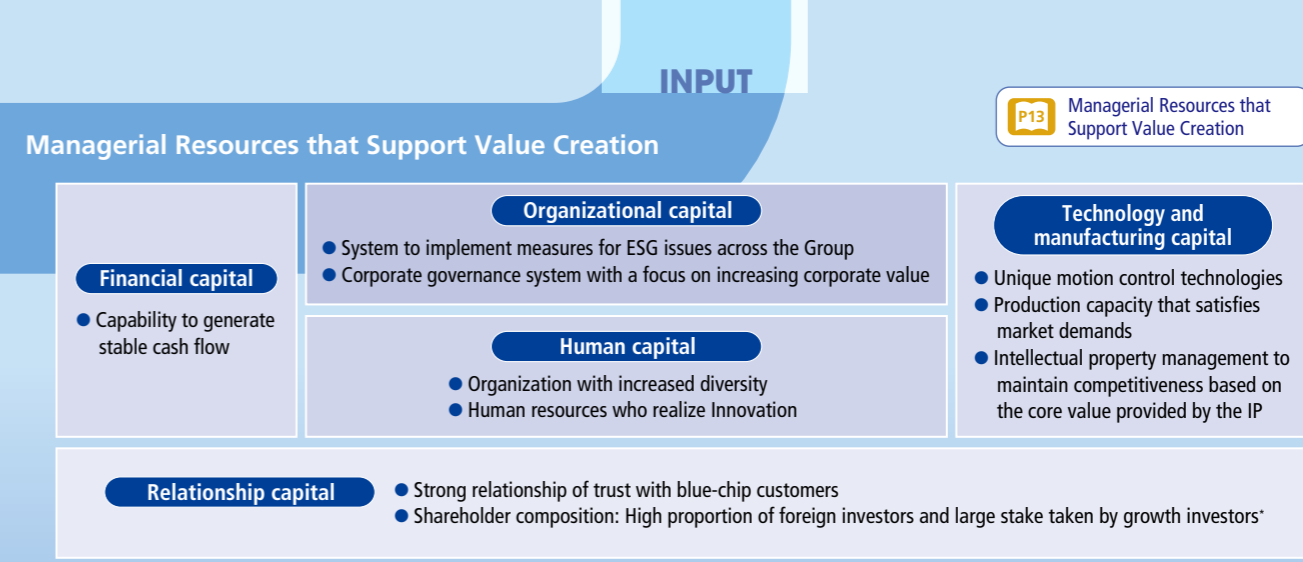 INPUT
P13
Managerial Resources that
Support Value Creation
Managerial Resources that Support Value Creation
Financial capital
● Capability to generate
stable cash flow
Organizational capital
● System to implement measures for ESG issues across the Group
● Corporate governance system with a focus on increasing corporate value
Human capital
● Organization with increased diversity
● Human resources who realize Innovation
Technology and
manufacturing capital
● Unique motion control technologies
● Production capacity that satisfies
market demands
● Intellectual property management to
maintain competitiveness based on
the core value provided by the IP
Relationship capital
● Strong relationship of trust with blue-chip customers
● Shareholder composition: High proportion of foreign investors and large stake taken by growth investors*